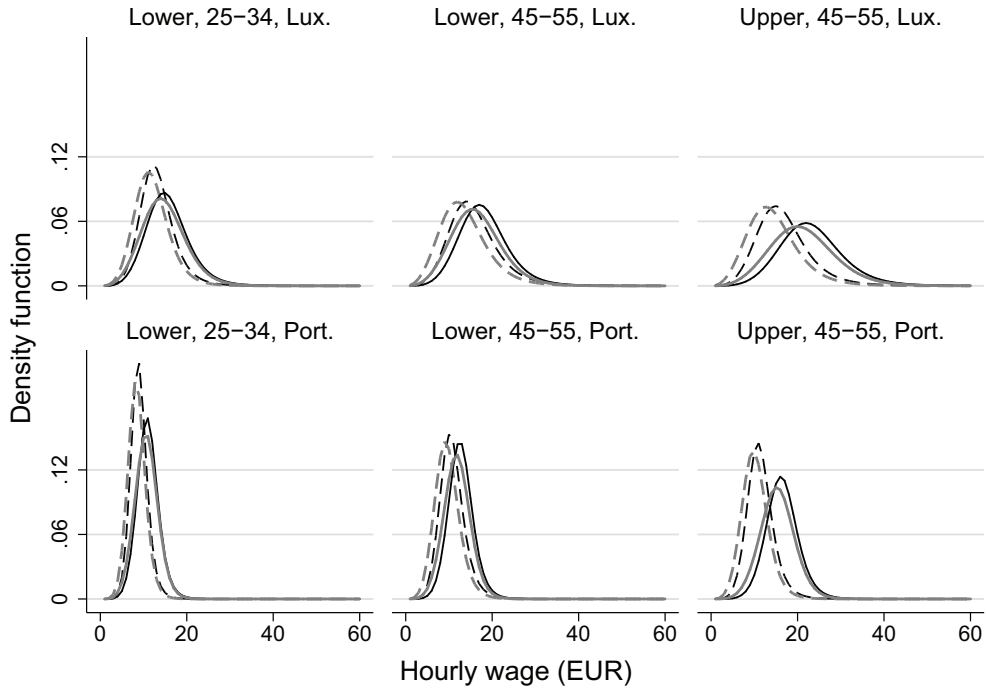 Lower, 25−34, Lux.
Lower, 45−55, Lux.
Upper, 45−55, Lux.
.12
.06
0
Lower, 25−34, Port.
Lower, 45−55, Port.
Upper, 45−55, Port.
.12
.06
0
0 20 40 60
0 20 40 60
0 20 40 60
Density function
Hourly wage (EUR)